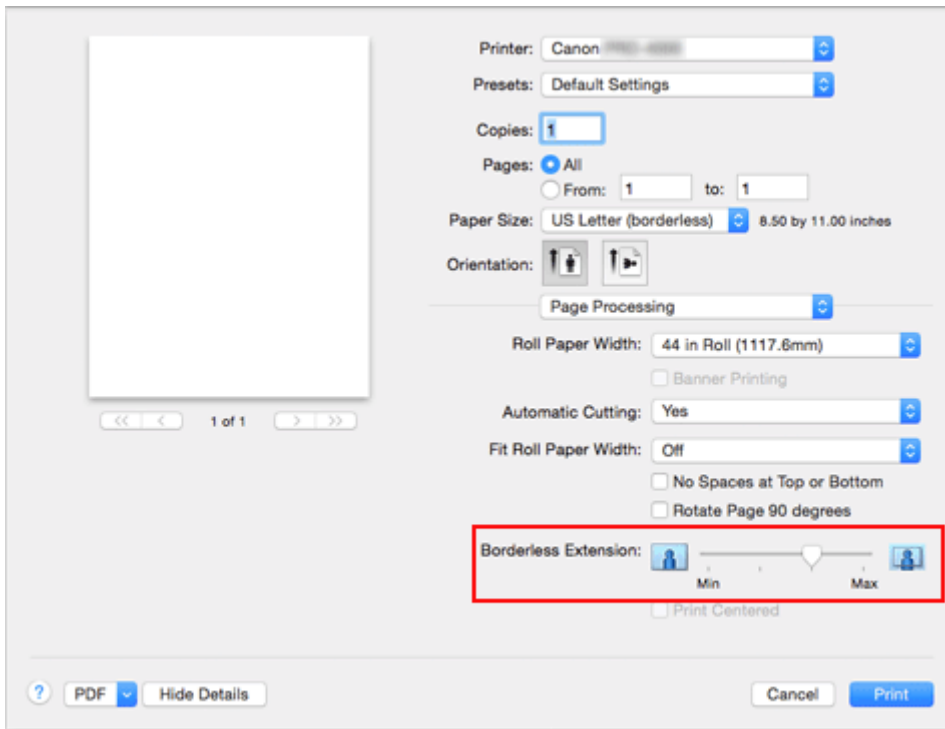 Printer: Canon
Presets: Default Settings
Copies: 1
Pages: All
From: 1 to: 1
Paper Size: US Letter (borderless) 8.50 by 11.00 inches
Orientation:
Page Processing
Roll Paper Width: 44 in Roll (1117.6mm)
Banner Printing
<< < 1 of 1 > >>
Automatic Cutting: Yes
Fit Roll Paper Width: Off
No Spaces at Top or Bottom
Rotate Page 90 degrees
Borderless Extension:
Min Max
Print Centered
? PDF Hide Details Cancel Print